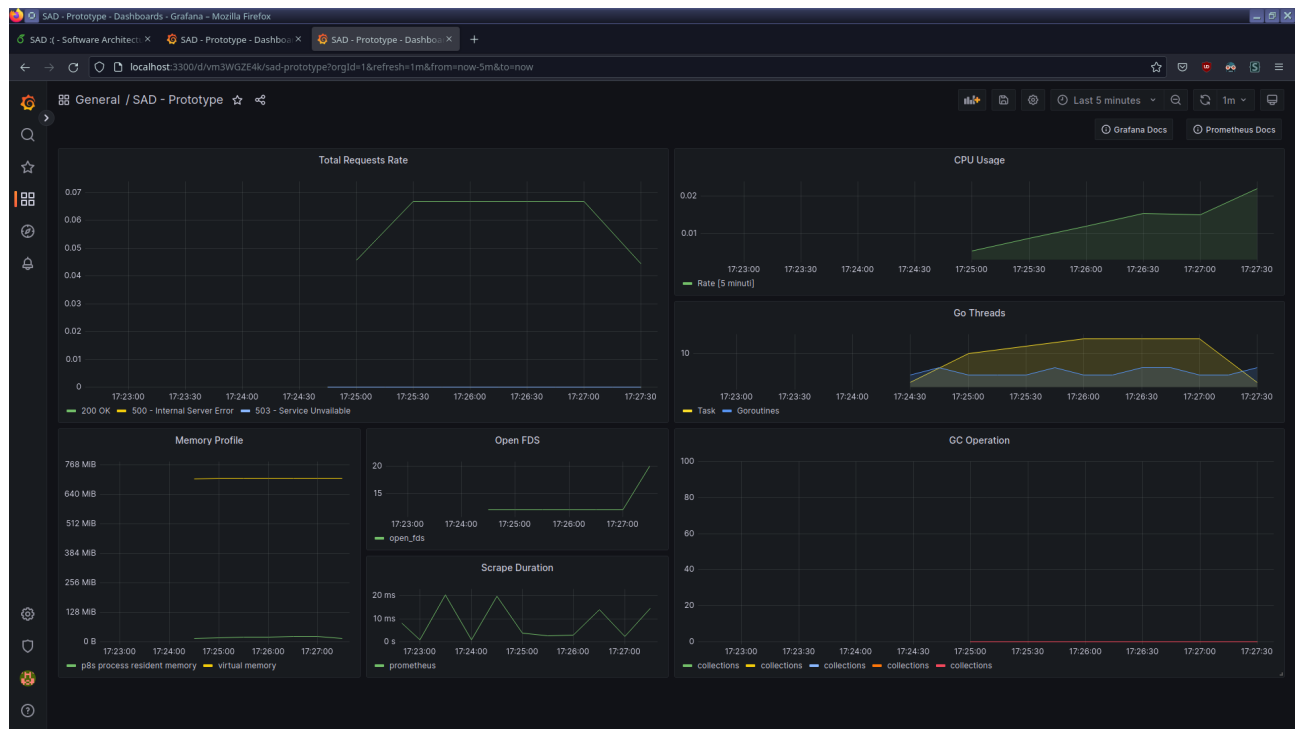 SAD - Prototype - Dashboards - Grafana – Mozilla Firefox
SAD :( - Software Architect
SAD - Prototype - Dashboa
SAD - Prototype - Dashboa
localhost:3300/d/vm3WGZE4k/sad-prototype?orgId=1&refresh=1m&from=now-5m&to=now
General / SAD - Prototype
Last 5 minutes
1m
Grafana Docs
Prometheus Docs
Total Requests Rate
0.07
0.06
0.05
0.04
0.03
0.02
0.01
0
17:23:00 17:23:30 17:24:00 17:24:30 17:25:00 17:25:30 17:26:00 17:26:30 17:27:00 17:27:30
200 OK 500 - Internal Server Error 503 - Service Unvailable
CPU Usage
0.02
0.01
17:23:00 17:23:30 17:24:00 17:24:30 17:25:00 17:25:30 17:26:00 17:26:30 17:27:00 17:27:30
Rate [5 minuti]
Go Threads
10
17:23:00 17:23:30 17:24:00 17:24:30 17:25:00 17:25:30 17:26:00 17:26:30 17:27:00 17:27:30
Task Goroutines
Memory Profile
768 MiB
640 MiB
512 MiB
384 MiB
256 MiB
128 MiB
0 B
17:23:00 17:24:00 17:25:00 17:26:00 17:27:00
p8s process resident memory virtual memory
Open FDS
20
15
17:23:00 17:24:00 17:25:00 17:26:00 17:27:00
open_fds
Scrape Duration
20 ms
10 ms
0 s
17:23:00 17:24:00 17:25:00 17:26:00 17:27:00
prometheus
GC Operation
100
80
60
40
20
0
17:23:00 17:23:30 17:24:00 17:24:30 17:25:00 17:25:30 17:26:00 17:26:30 17:27:00 17:27:30
collections collections collections collections collections